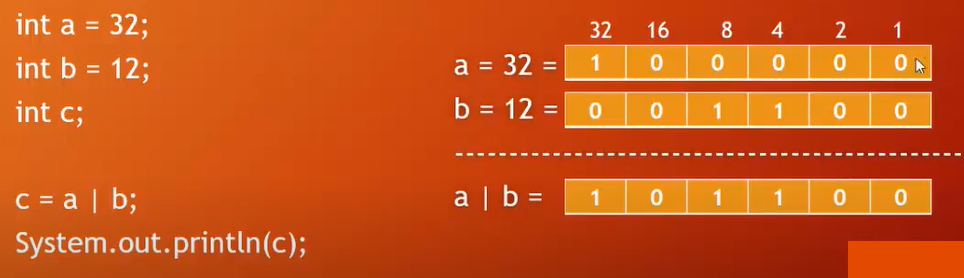 int a = 32;
int b = 12;
int c;
c = a | b;
System.out.println(c);
32 16 8 4 2 1
a = 32 = 1 0 0 0 0 0
b = 12 = 0 0 1 1 0 0
--------------------------------------------------
a | b = 1 0 1 1 0 0